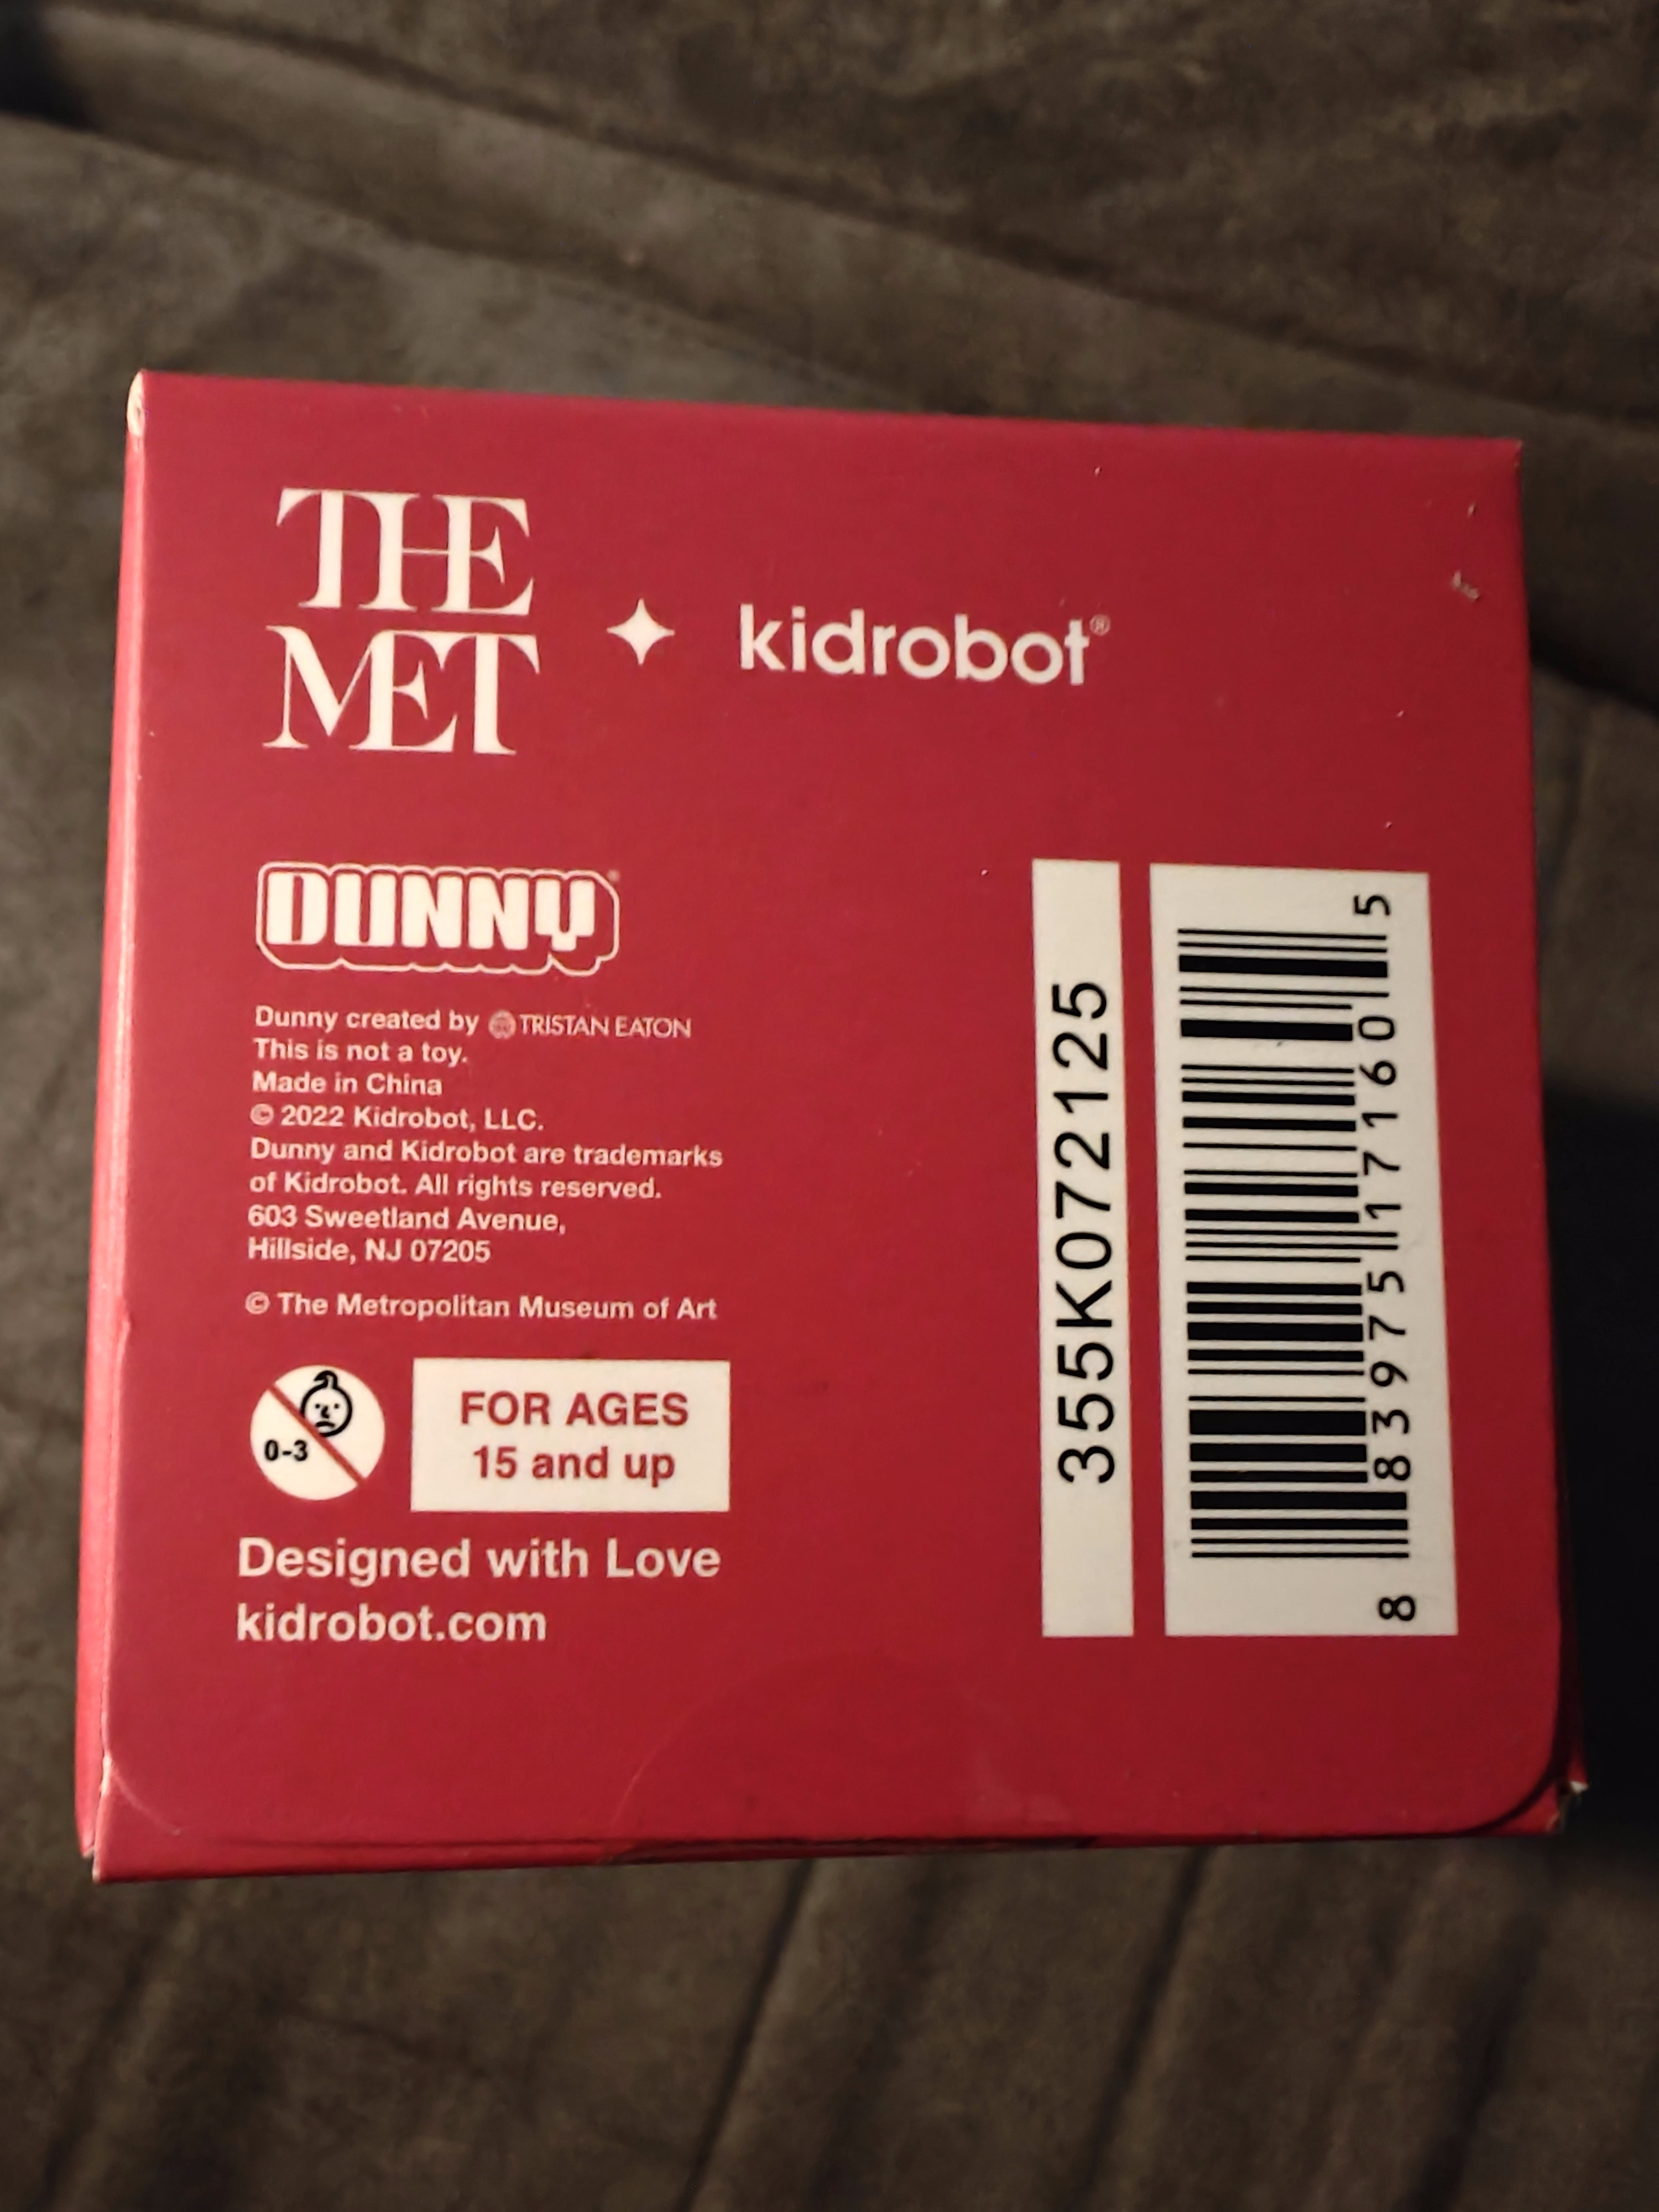 THE
MET
kidrobot®
DUNNY®
Dunny created by TRISTAN EATON
This is not a toy.
Made in China
© 2022 Kidrobot, LLC.
Dunny and Kidrobot are trademarks
of Kidrobot. All rights reserved.
603 Sweetland Avenue,
Hillside, NJ 07205
© The Metropolitan Museum of Art
0-3
FOR AGES
15 and up
Designed with Love
kidrobot.com
355K072125
8 83975 17160 5